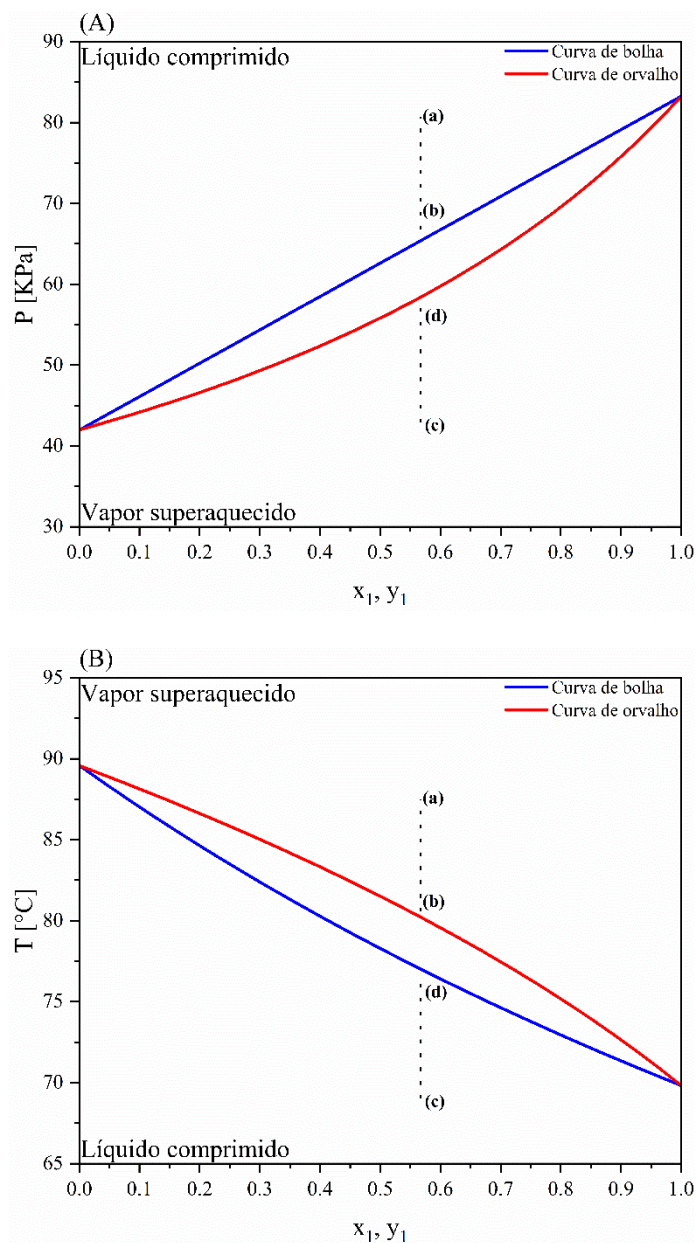 (A)
90
Líquido comprimido
Curva de bolha
Curva de orvalho
80
(a)
70
(b)
P [KPa]
60
(d)
50
(c)
40
30
Vapor superaquecido
0.0 0.1 0.2 0.3 0.4 0.5 0.6 0.7 0.8 0.9 1.0
x1, y1
(B)
95
Vapor superaquecido
Curva de bolha
Curva de orvalho
90
(a)
85
(b)
T [°C]
80
(d)
75
70
(c)
65
Líquido comprimido
0.0 0.1 0.2 0.3 0.4 0.5 0.6 0.7 0.8 0.9 1.0
x1, y1